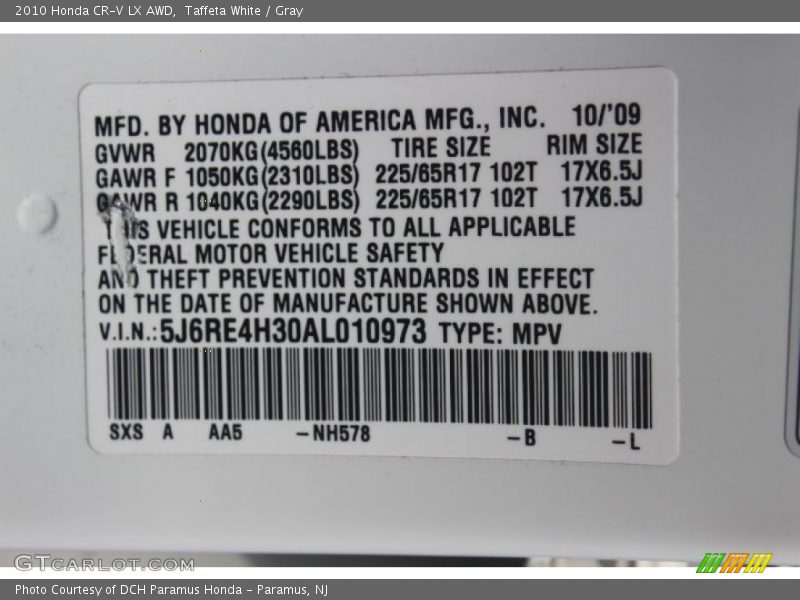 2010 Honda CR-V LX AWD, Taffeta White / Gray
MFD. BY HONDA OF AMERICA MFG., INC. 10/'09
GVWR 2070KG(4560LBS) TIRE SIZE RIM SIZE
GAWR F 1050KG(2310LBS) 225/65R17 102T 17X6.5J
GAWR R 1040KG(2290LBS) 225/65R17 102T 17X6.5J
THIS VEHICLE CONFORMS TO ALL APPLICABLE
FEDERAL MOTOR VEHICLE SAFETY
AND THEFT PREVENTION STANDARDS IN EFFECT
ON THE DATE OF MANUFACTURE SHOWN ABOVE.
V.I.N.:5J6RE4H30AL010973 TYPE: MPV
SXS A AA5 -NH578 -B -L
GTCARLOT.COM
Photo Courtesy of DCH Paramus Honda - Paramus, NJ